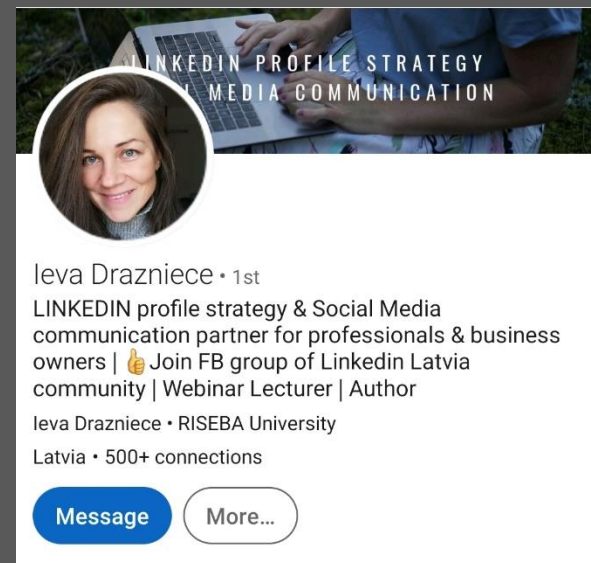 LINKEDIN PROFILE STRATEGY
MEDIA COMMUNICATION
Ieva Drazniece • 1st
LINKEDIN profile strategy & Social Media
communication partner for professionals & business
owners | 👍 Join FB group of Linkedin Latvia
community | Webinar Lecturer | Author
Ieva Drazniece • RISEBA University
Latvia • 500+ connections
Message
More...